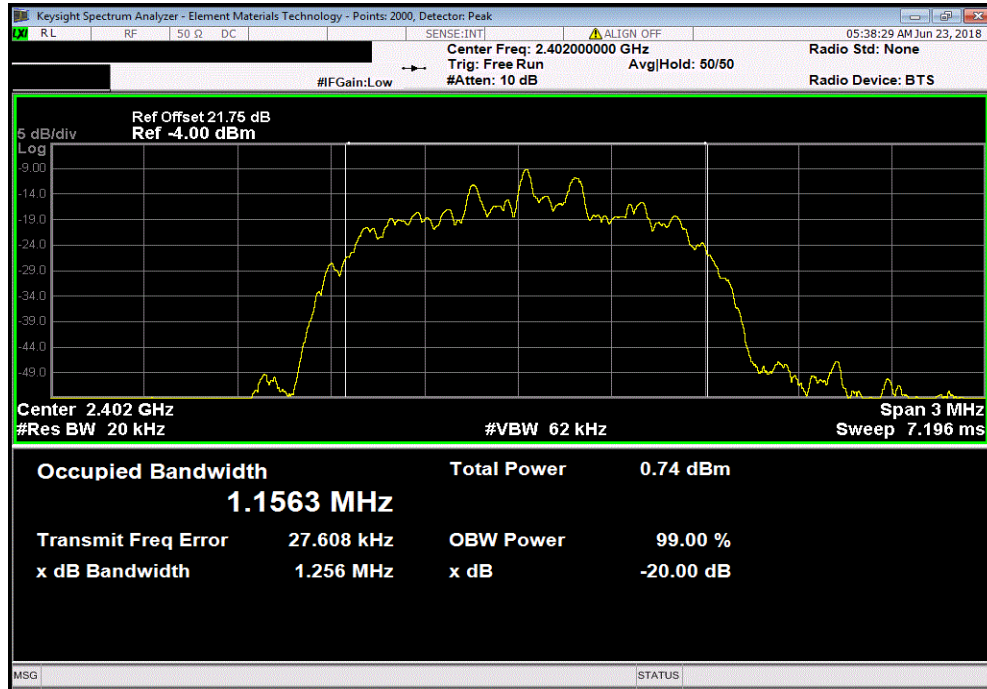 Keysight Spectrum Analyzer - Element Materials Technology - Points: 2000, Detector: Peak
LXI RL RF 50 Ω DC SENSE:INT ALIGN OFF 05:38:29 AM Jun 23, 2018
Center Freq: 2.402000000 GHz Radio Std: None
Trig: Free Run Avg|Hold: 50/50
#IFGain:Low #Atten: 10 dB Radio Device: BTS
Ref Offset 21.75 dB
5 dB/div Ref -4.00 dBm
Log
-9.00
-14.0
-19.0
-24.0
-29.0
-34.0
-39.0
-44.0
-49.0
Center 2.402 GHz Span 3 MHz
#Res BW 20 kHz #VBW 62 kHz Sweep 7.196 ms
Occupied Bandwidth Total Power 0.74 dBm
1.1563 MHz
Transmit Freq Error 27.608 kHz OBW Power 99.00 %
x dB Bandwidth 1.256 MHz x dB -20.00 dB
MSG STATUS